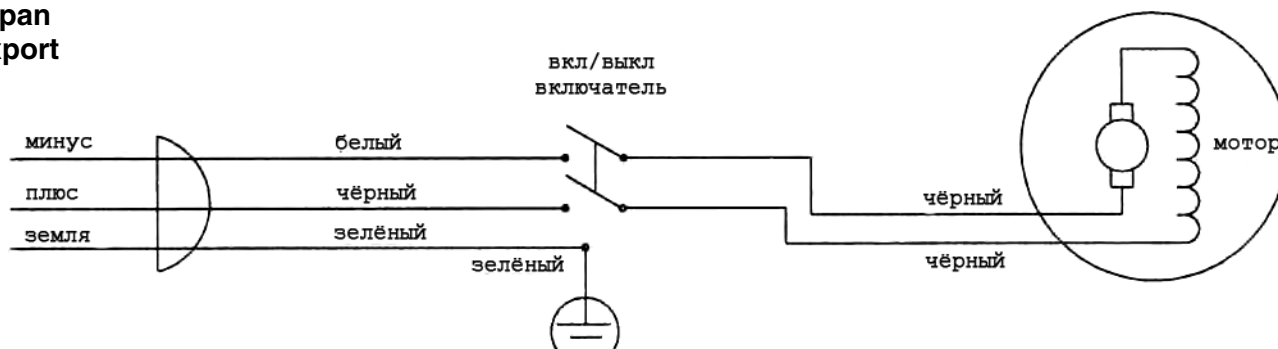 pan
xport
вкл/выкл
включатель
минус
белый
плюс
чёрный
земля
зелёный
зелёный
чёрный
чёрный
мотор